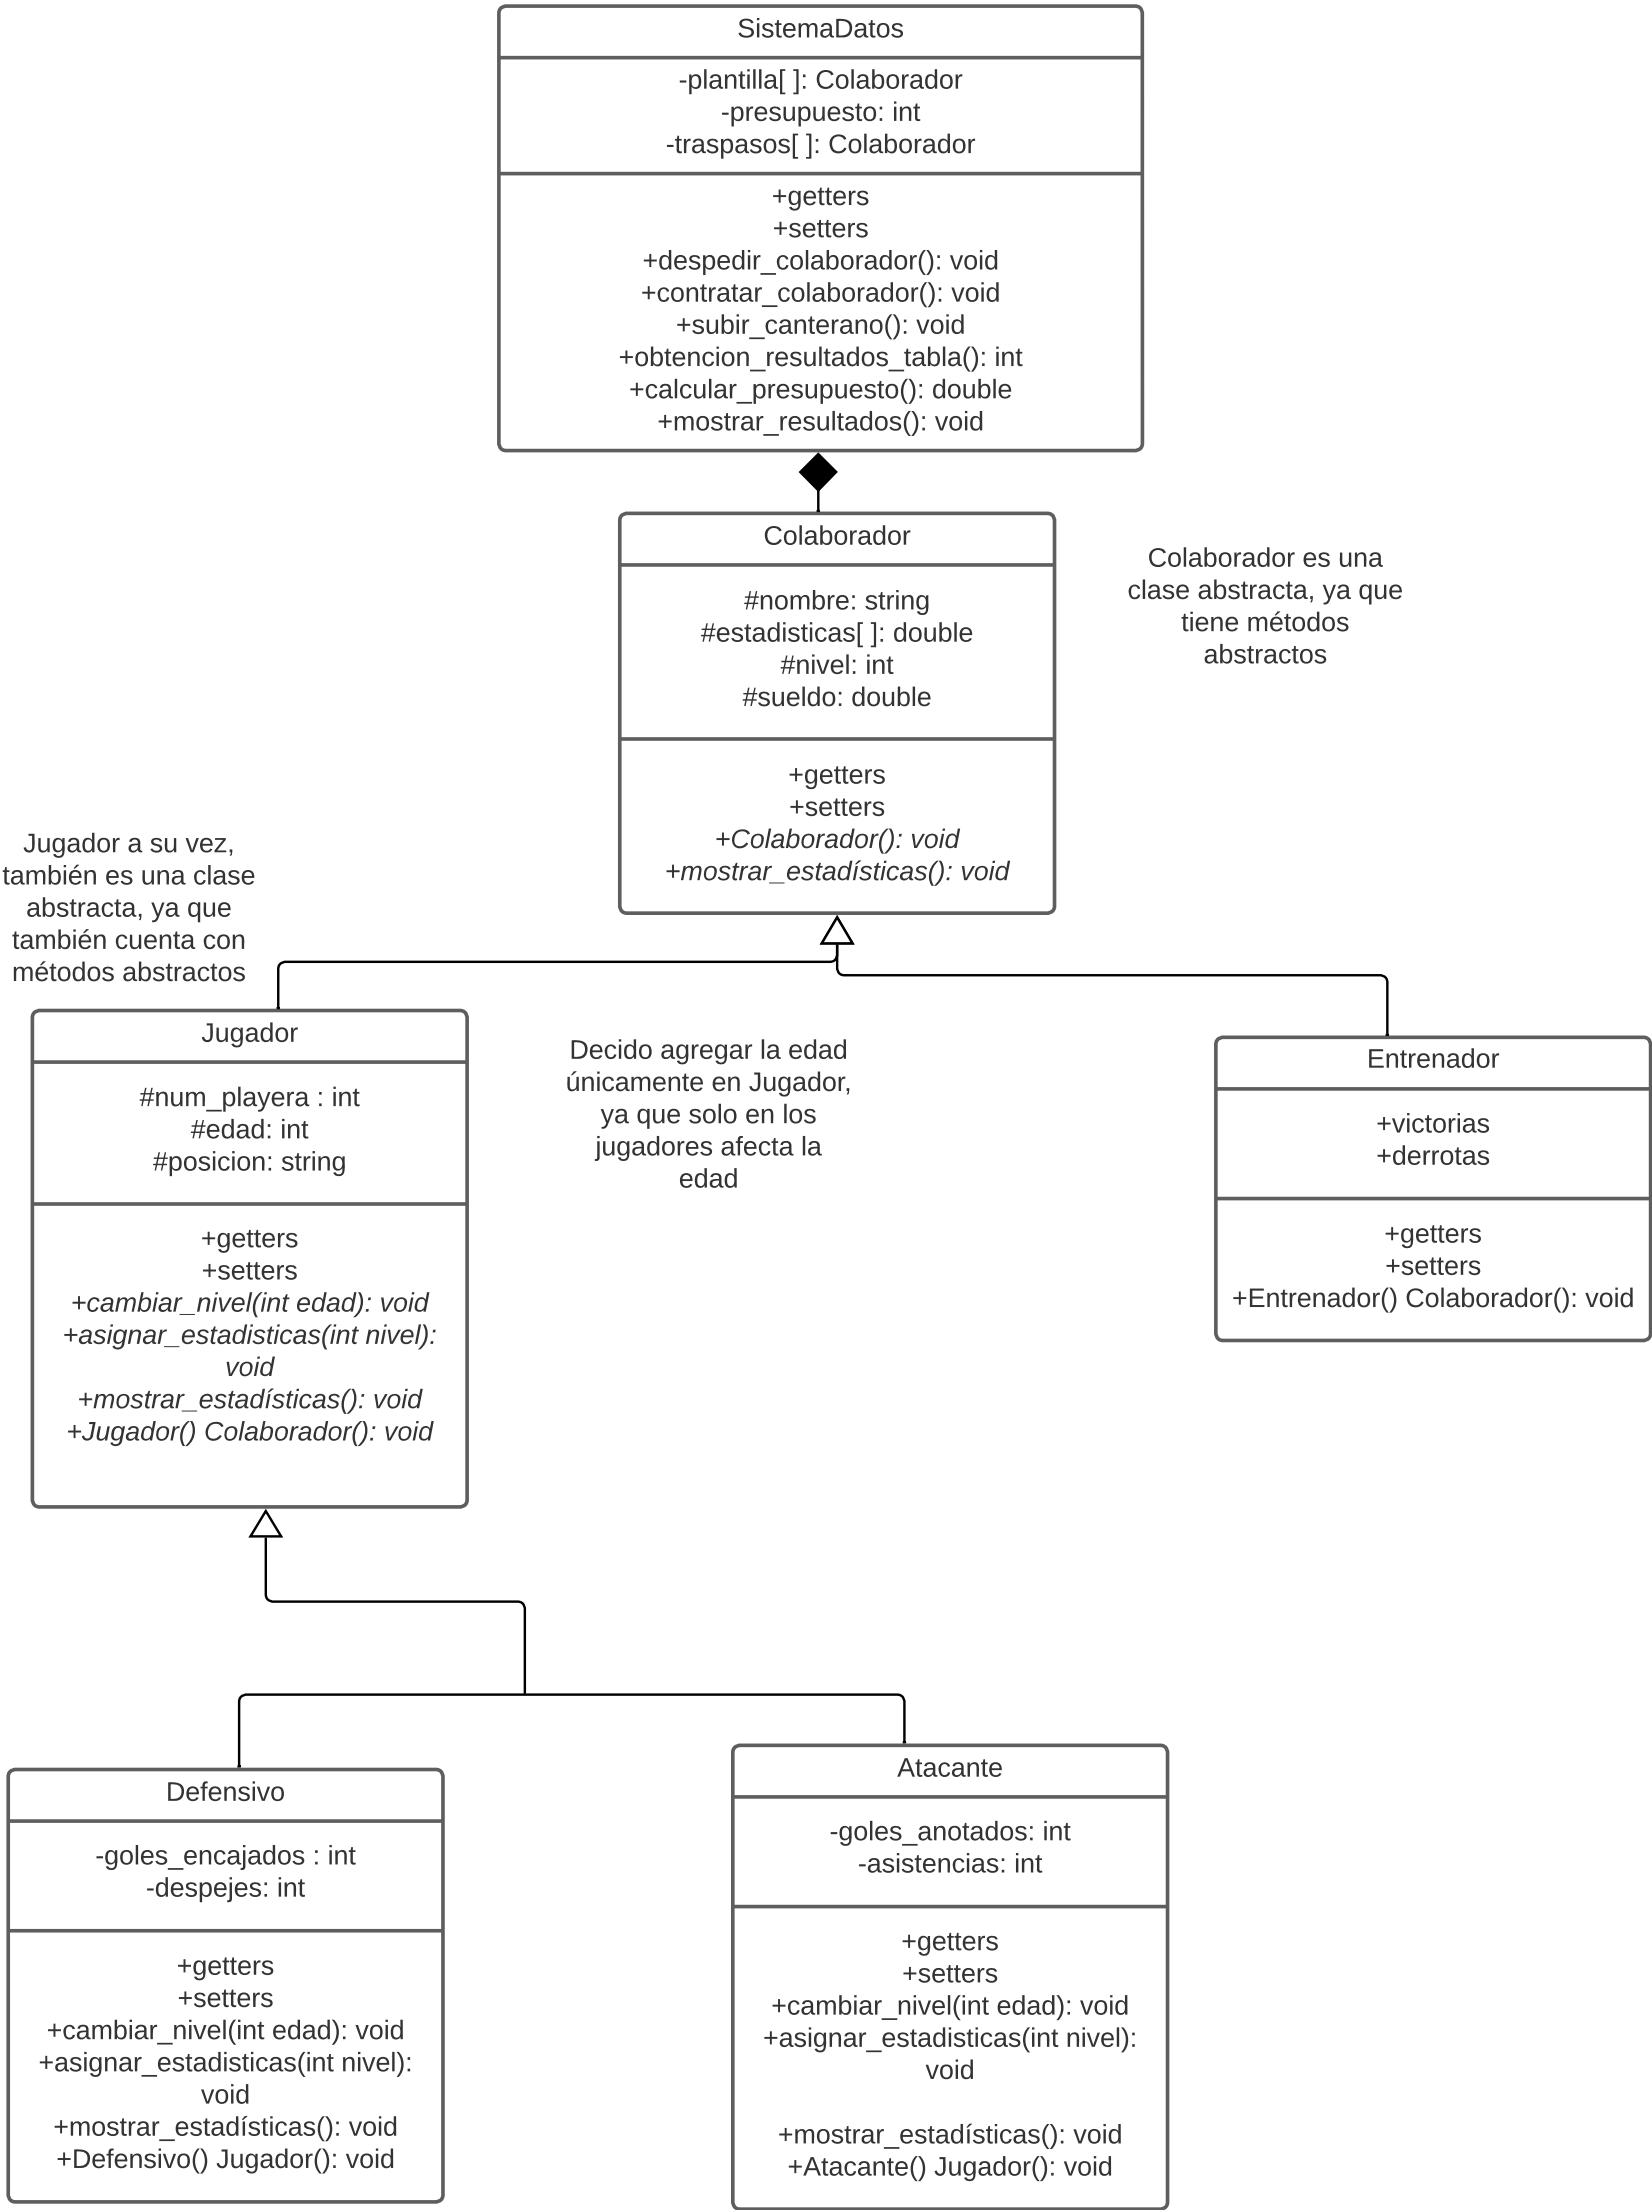 SistemaDatos
-plantilla[ ]: Colaborador
-presupuesto: int
-traspasos[ ]: Colaborador
+getters
+setters
+despedir_colaborador(): void
+contratar_colaborador(): void
+subir_canterano(): void
+obtencion_resultados_tabla(): int
+calcular_presupuesto(): double
+mostrar_resultados(): void
Colaborador
#nombre: string
#estadisticas[ ]: double
#nivel: int
#sueldo: double
+getters
+setters
+Colaborador(): void
+mostrar_estadísticas(): void
Colaborador es una
clase abstracta, ya que
tiene métodos
abstractos
Jugador a su vez,
también es una clase
abstracta, ya que
también cuenta con
métodos abstractos
Jugador
#num_playera : int
#edad: int
#posicion: string
+getters
+setters
+cambiar_nivel(int edad): void
+asignar_estadisticas(int nivel):
void
+mostrar_estadísticas(): void
+Jugador() Colaborador(): void
Decido agregar la edad
únicamente en Jugador,
ya que solo en los
jugadores afecta la
edad
Entrenador
+victorias
+derrotas
+getters
+setters
+Entrenador() Colaborador(): void
Defensivo
-goles_encajados : int
-despejes: int
+getters
+setters
+cambiar_nivel(int edad): void
+asignar_estadisticas(int nivel):
void
+mostrar_estadísticas(): void
+Defensivo() Jugador(): void
Atacante
-goles_anotados: int
-asistencias: int
+getters
+setters
+cambiar_nivel(int edad): void
+asignar_estadisticas(int nivel):
void
+mostrar_estadísticas(): void
+Atacante() Jugador(): void